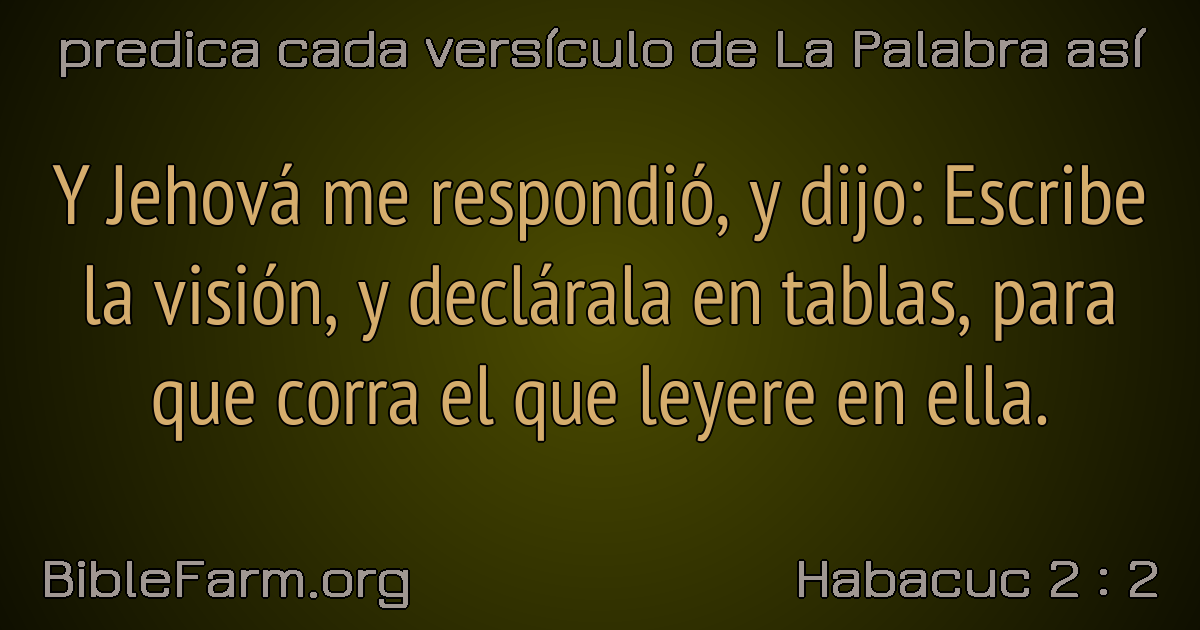 predica cada versículo de La Palabra así
Y Jehová me respondió, y dijo: Escribe
la visión, y declárala en tablas, para
que corra el que leyere en ella.
BibleFarm.org
Habacuc 2 : 2